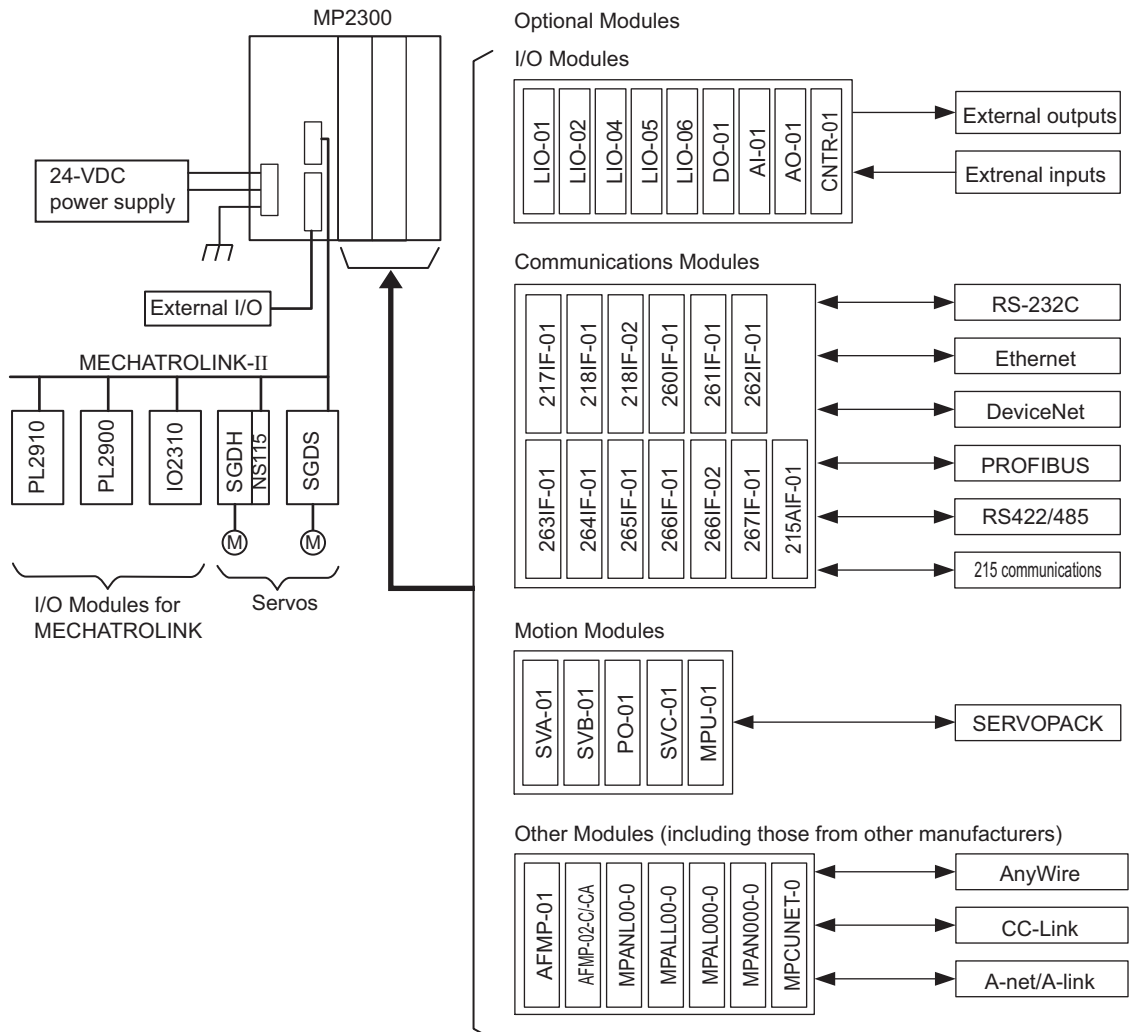 MP2300
24-VDC
power supply
External I/O
MECHATROLINK-II
PL2910
PL2900
IO2310
SGDH
NS115
SGDS
M
M
I/O Modules for
MECHATROLINK
Servos
Optional Modules
I/O Modules
LIO-01
LIO-02
LIO-04
LIO-05
LIO-06
DO-01
AI-01
AO-01
CNTR-01
External outputs
Extrenal inputs
Communications Modules
217IF-01
218IF-01
218IF-02
260IF-01
261IF-01
262IF-01
263IF-01
264IF-01
265IF-01
266IF-01
266IF-02
267IF-01
215AIF-01
RS-232C
Ethernet
DeviceNet
PROFIBUS
RS422/485
215 communications
Motion Modules
SVA-01
SVB-01
PO-01
SVC-01
MPU-01
SERVOPACK
Other Modules (including those from other manufacturers)
AFMP-01
AFMP-02-C/-CA
MPANL00-0
MPALL00-0
MPAL000-0
MPAN000-0
MPCUNET-0
AnyWire
CC-Link
A-net/A-link